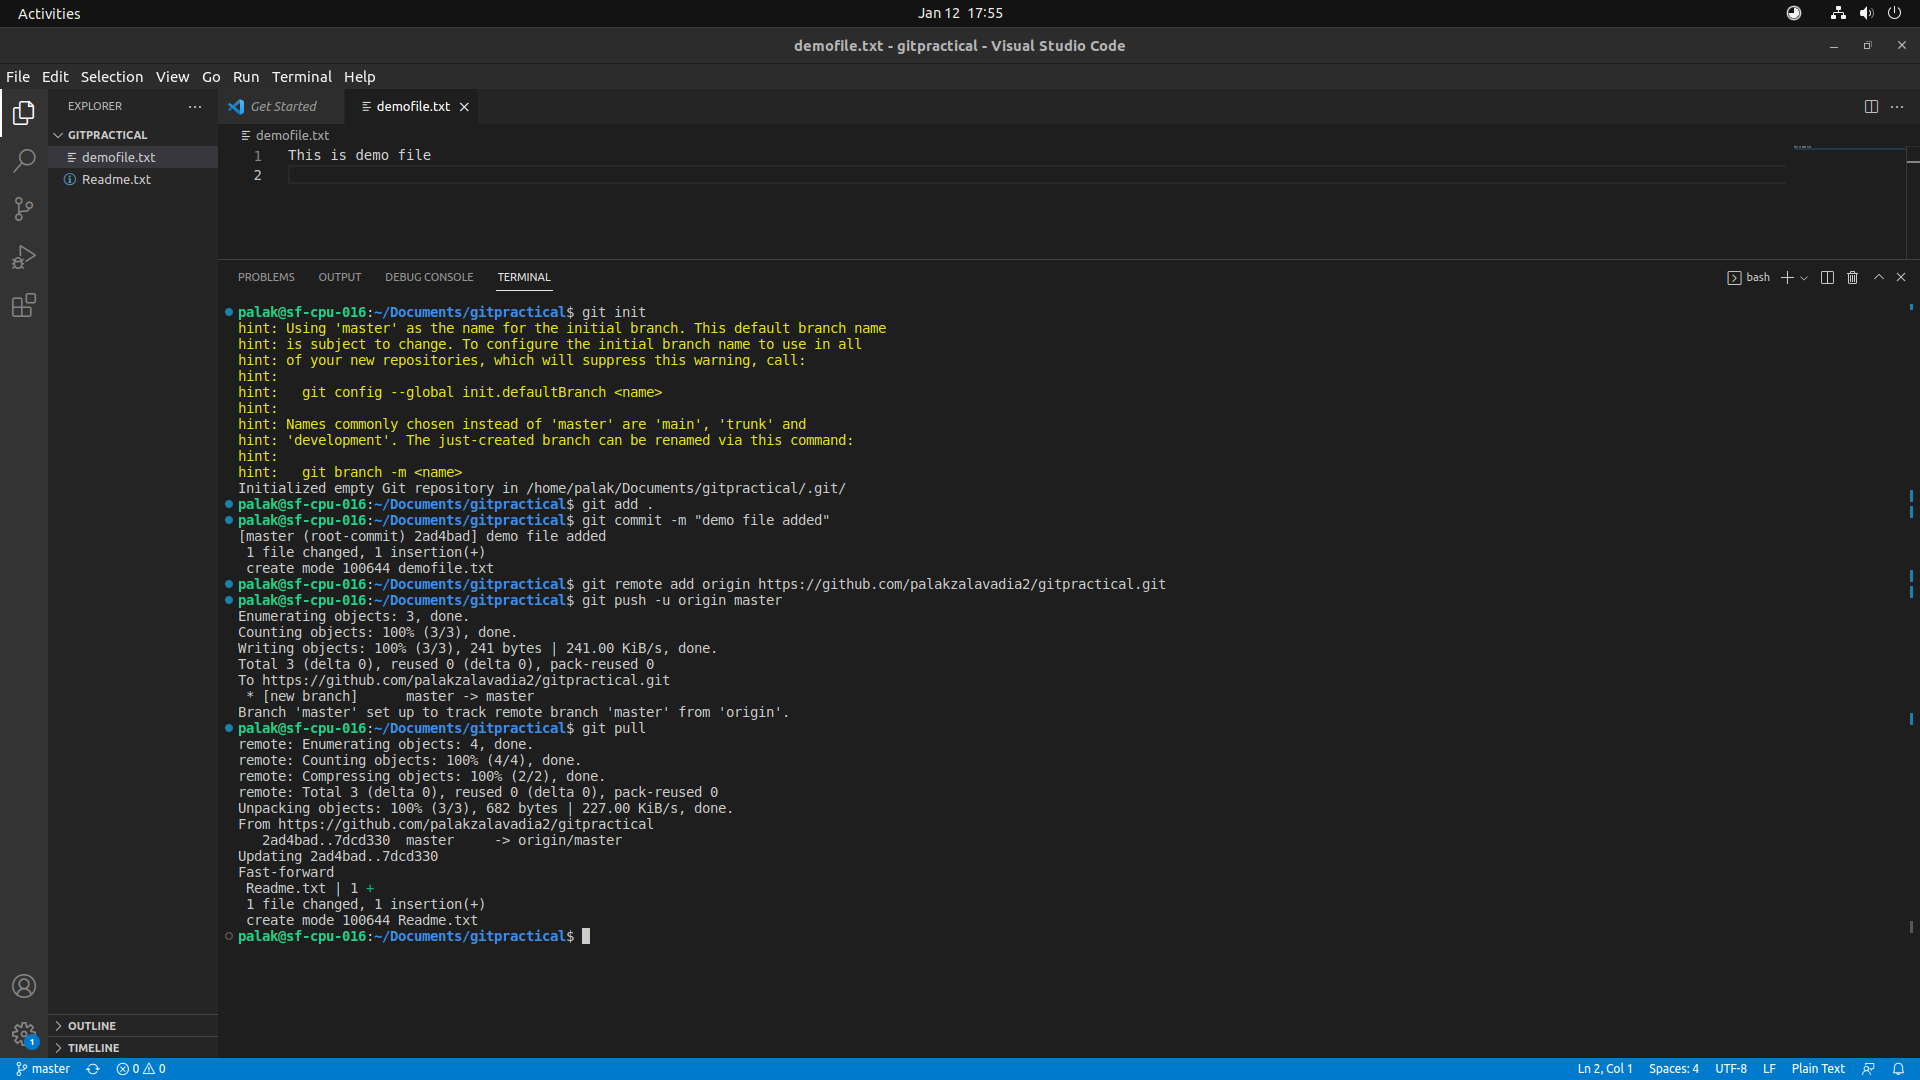 Activities
Jan 12 17:55
demofile.txt - gitpractical - Visual Studio Code
File Edit Selection View Go Run Terminal Help
EXPLORER
GITPRACTICAL
demofile.txt
Readme.txt
OUTLINE
TIMELINE
Get Started
demofile.txt
demofile.txt
1 This is demo file
2
PROBLEMS OUTPUT DEBUG CONSOLE TERMINAL
bash
palak@sf-cpu-016:~/Documents/gitpractical$ git init
hint: Using 'master' as the name for the initial branch. This default branch name
hint: is subject to change. To configure the initial branch name to use in all
hint: of your new repositories, which will suppress this warning, call:
hint:
hint:   git config --global init.defaultBranch <name>
hint:
hint: Names commonly chosen instead of 'master' are 'main', 'trunk' and
hint: 'development'. The just-created branch can be renamed via this command:
hint:
hint:   git branch -m <name>
Initialized empty Git repository in /home/palak/Documents/gitpractical/.git/
palak@sf-cpu-016:~/Documents/gitpractical$ git add .
palak@sf-cpu-016:~/Documents/gitpractical$ git commit -m "demo file added"
[master (root-commit) 2ad4bad] demo file added
 1 file changed, 1 insertion(+)
 create mode 100644 demofile.txt
palak@sf-cpu-016:~/Documents/gitpractical$ git remote add origin https://github.com/palakzalavadia2/gitpractical.git
palak@sf-cpu-016:~/Documents/gitpractical$ git push -u origin master
Enumerating objects: 3, done.
Counting objects: 100% (3/3), done.
Writing objects: 100% (3/3), 241 bytes | 241.00 KiB/s, done.
Total 3 (delta 0), reused 0 (delta 0), pack-reused 0
To https://github.com/palakzalavadia2/gitpractical.git
 * [new branch]      master -> master
Branch 'master' set up to track remote branch 'master' from 'origin'.
palak@sf-cpu-016:~/Documents/gitpractical$ git pull
remote: Enumerating objects: 4, done.
remote: Counting objects: 100% (4/4), done.
remote: Compressing objects: 100% (2/2), done.
remote: Total 3 (delta 0), reused 0 (delta 0), pack-reused 0
Unpacking objects: 100% (3/3), 682 bytes | 227.00 KiB/s, done.
From https://github.com/palakzalavadia2/gitpractical
   2ad4bad..7dcd330  master     -> origin/master
Updating 2ad4bad..7dcd330
Fast-forward
 Readme.txt | 1 +
 1 file changed, 1 insertion(+)
 create mode 100644 Readme.txt
palak@sf-cpu-016:~/Documents/gitpractical$
1
master 0 0 Ln 2, Col 1 Spaces: 4 UTF-8 LF Plain Text